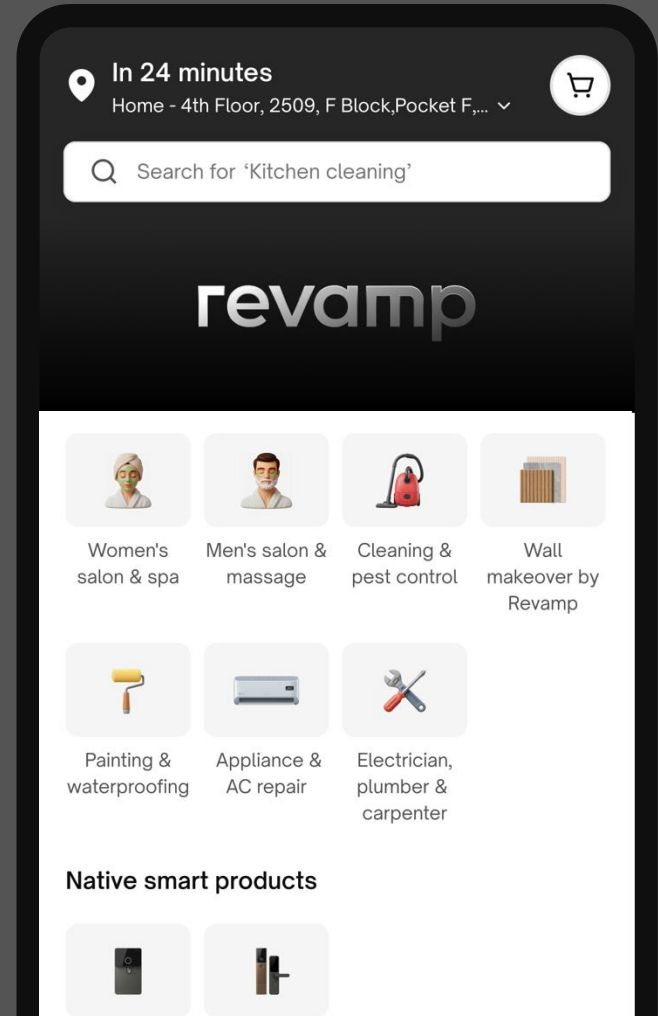 In 24 minutes
Home - 4th Floor, 2509, F Block,Pocket F,...
Search for ‘Kitchen cleaning’
revamp
Women's
salon & spa
Men's salon &
massage
Cleaning &
pest control
Wall
makeover by
Revamp
Painting &
waterproofing
Appliance &
AC repair
Electrician,
plumber &
carpenter
Native smart products